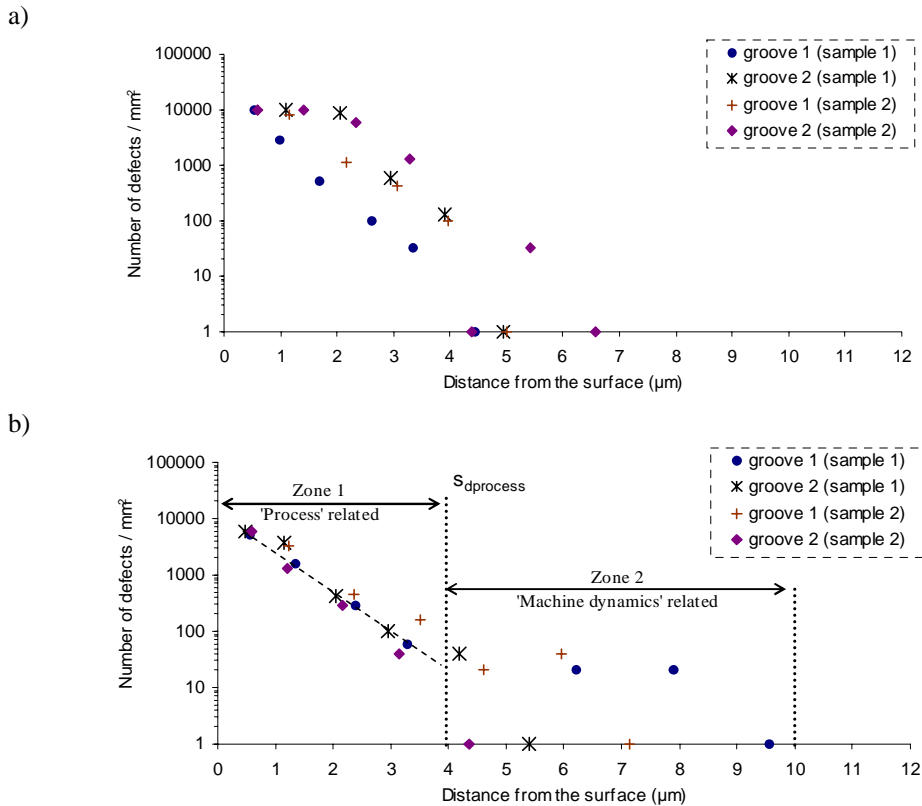 a)
100000
10000
1000
100
10
1
0 1 2 3 4 5 6 7 8 9 10 11 12
Number of defects / mm²
Distance from the surface (µm)
groove 1 (sample 1)
groove 2 (sample 1)
groove 1 (sample 2)
groove 2 (sample 2)
b)
100000
10000
1000
100
10
1
0 1 2 3 4 5 6 7 8 9 10 11 12
Number of defects / mm²
Distance from the surface (µm)
Zone 1
'Process' related
sdprocess
Zone 2
'Machine dynamics' related
groove 1 (sample 1)
groove 2 (sample 1)
groove 1 (sample 2)
groove 2 (sample 2)